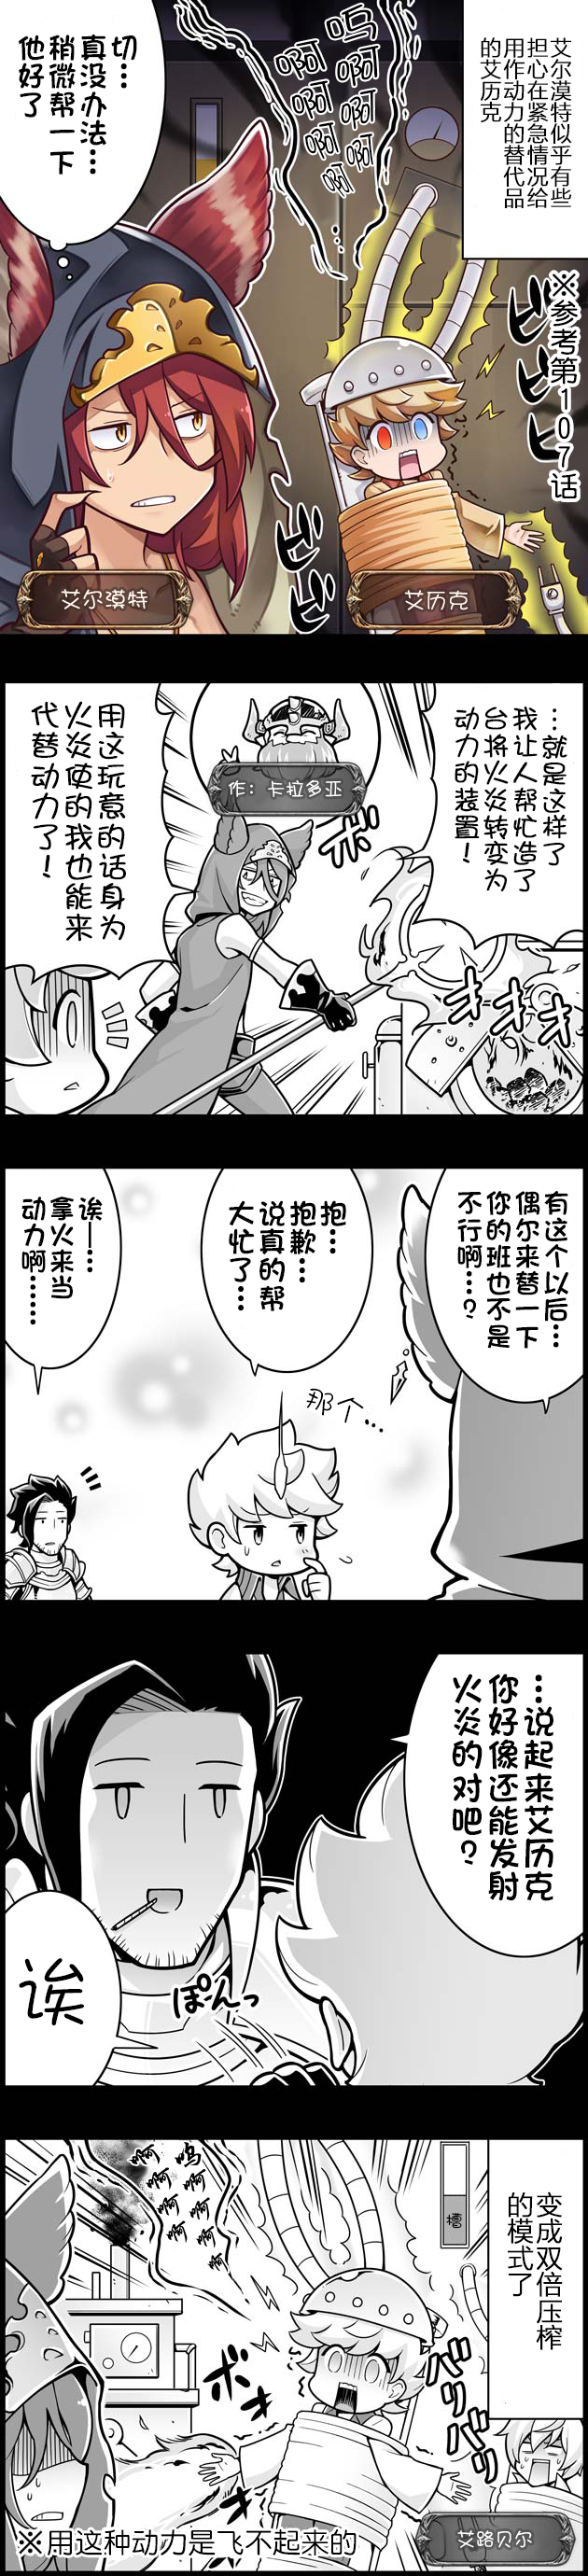 艾尔漠特似乎有些
担心在紧急情况给
用作动力的替代品
的艾历克
※参考第107话
呜啊啊啊
啊啊啊啊
切…
真没办法…
稍微帮一下
他好了
ビビビ
ビビ
艾尔漠特
艾历克
…就是这样了
我让人帮忙造了
台将火炎转变为
动力的装置！
作：卡拉多亚
用这玩意的话身为
火炎使的我也能来
代替动力了！
ボ
オオオ
有这个以后…
偶尔来替一下
你的班也不是
不行啊…？
抱…
抱歉…
说真的帮
大忙了…
诶——…
拿火来当
动力啊……
那个…
…说起来艾历克
你好像还能发射
火炎的对吧？
诶
ぽんっ
变成双倍压榨
的模式了
槽
呜啊啊啊
啊啊啊啊
ボオオ
バリバリ
艾路贝尔
※用这种动力是飞不起来的